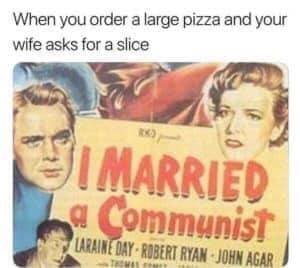 When you order a large pizza and your
wife asks for a slice
RKO
I MARRIED
a Communist
LARAINE DAY · ROBERT RYAN · JOHN AGAR
THOMAS